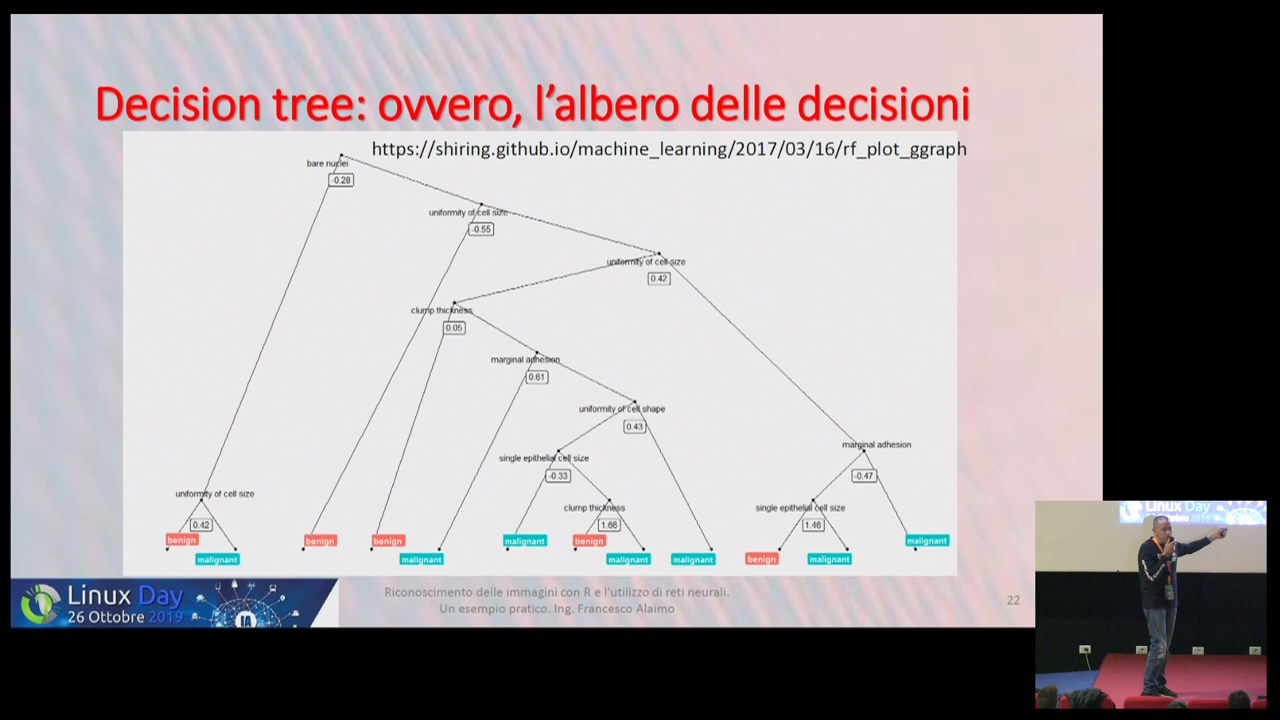 Decision tree: ovvero, l'albero delle decisioni
https://shiring.github.io/machine_learning/2017/03/16/rf_plot_ggraph
bare nuclei
-0.28
uniformity of cell size
-0.55
uniformity of cell size
0.42
clump thickness
0.05
marginal adhesion
0.61
uniformity of cell shape
0.43
marginal adhesion
-0.47
single epithelial cell size
-0.33
uniformity of cell size
0.42
clump thickness
1.66
single epithelial cell size
1.46
benign
malignant
benign
benign
malignant
malignant
benign
malignant
malignant
benign
malignant
malignant
Linux Day
26 Ottobre 2019
IA
Riconoscimento delle immagini con R e l'utilizzo di reti neurali.
Un esempio pratico. Ing. Francesco Alaimo
22
Linux Day
Ottobre 2019